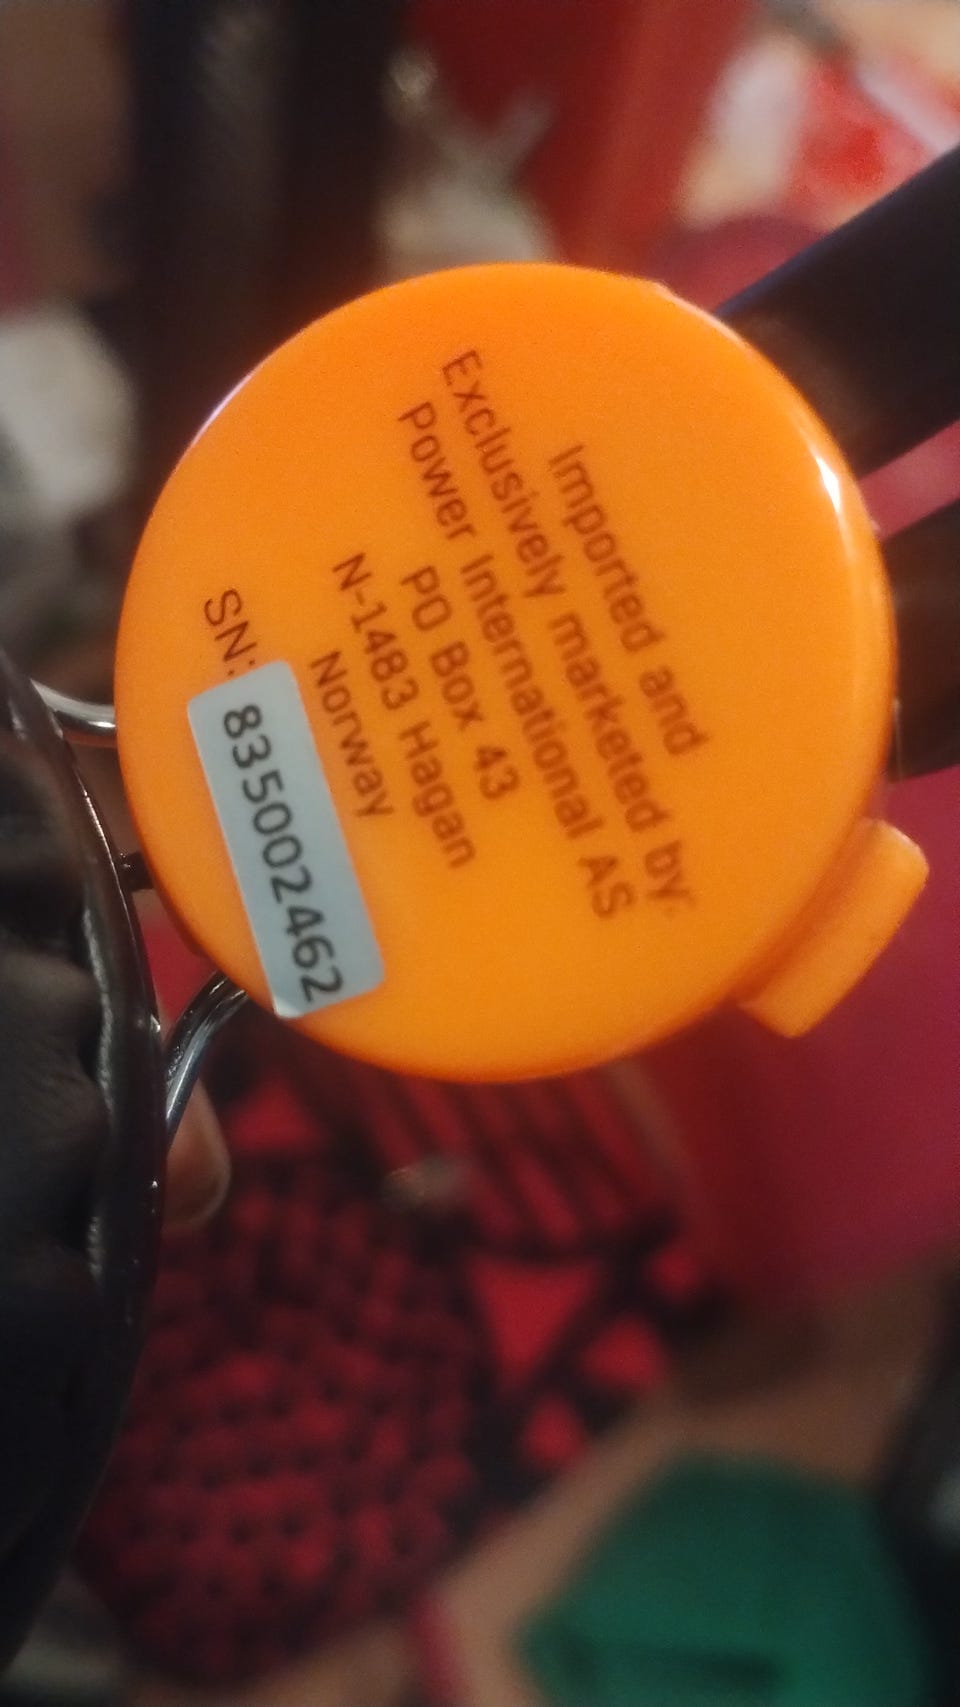 Imported and
Exclusively marketed by:
Power International AS
PO Box 43
N-1483 Hagan
Norway
SN: 835002462